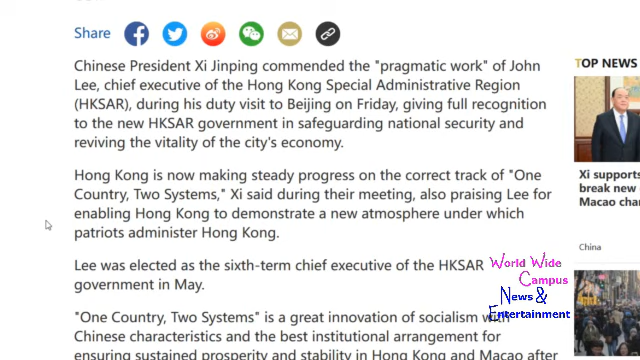 Share
Chinese President Xi Jinping commended the "pragmatic work" of John
Lee, chief executive of the Hong Kong Special Administrative Region
(HKSAR), during his duty visit to Beijing on Friday, giving full recognition
to the new HKSAR government in safeguarding national security and
reviving the vitality of the city's economy.
Hong Kong is now making steady progress on the correct track of "One
Country, Two Systems," Xi said during their meeting, also praising Lee for
enabling Hong Kong to demonstrate a new atmosphere under which
patriots administer Hong Kong.
Lee was elected as the sixth-term chief executive of the HKSAR
government in May.
"One Country, Two Systems" is a great innovation of socialism with
Chinese characteristics and the best institutional arrangement for
ensuring sustained prosperity and stability in Hong Kong and Macao after
TOP NEWS
Xi supports
break new
Macao cha
China
World Wide
Campus
News &
Entertainment